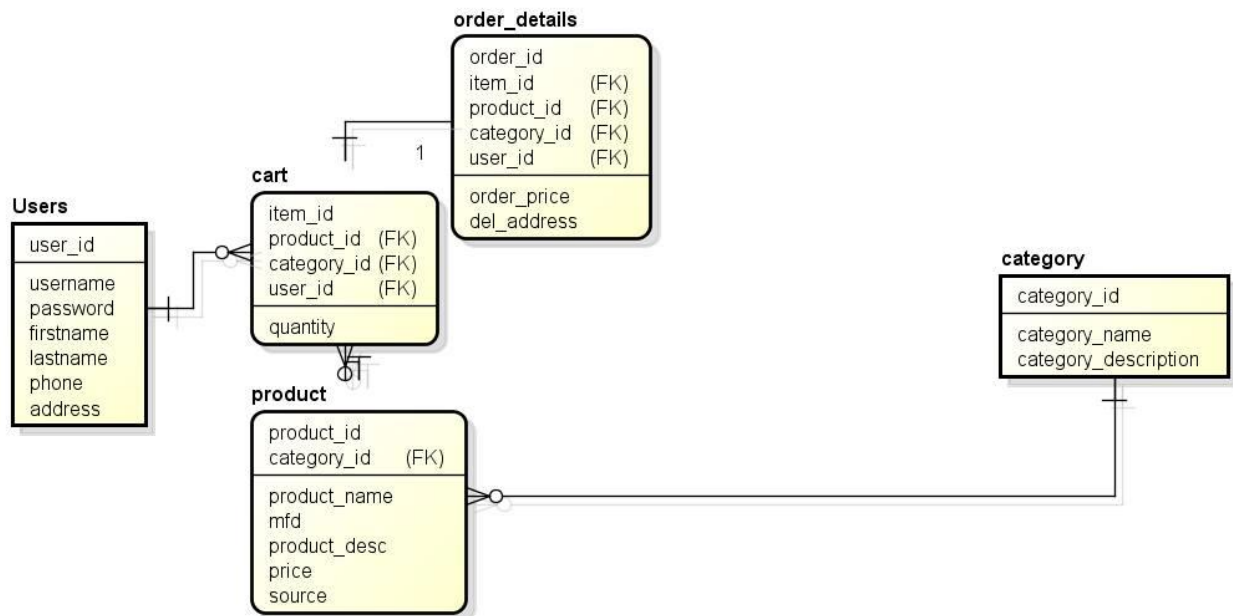 order_details
order_id
item_id (FK)
product_id (FK)
category_id (FK)
user_id (FK)
order_price
del_address
1
cart
item_id
product_id (FK)
category_id (FK)
user_id (FK)
quantity
Users
user_id
username
password
firstname
lastname
phone
address
category
category_id
category_name
category_description
product
product_id
category_id (FK)
product_name
mfd
product_desc
price
source